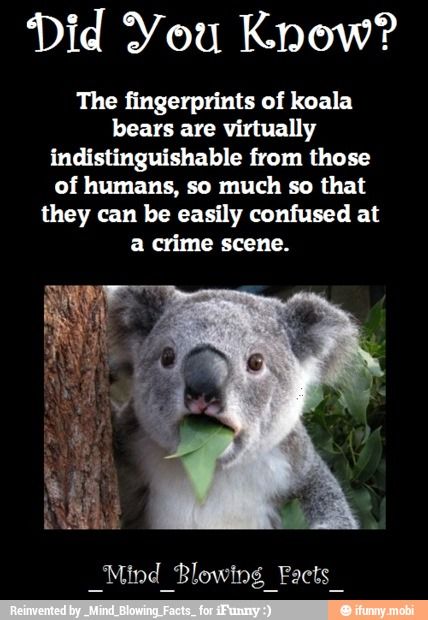 Did You Know?
The fingerprints of koala
bears are virtually
indistinguishable from those
of humans, so much so that
they can be easily confused at
a crime scene.
_Mind_Blowing_Facts_
Reinvented by _Mind_Blowing_Facts_ for iFunny :)
ifunny.mobi